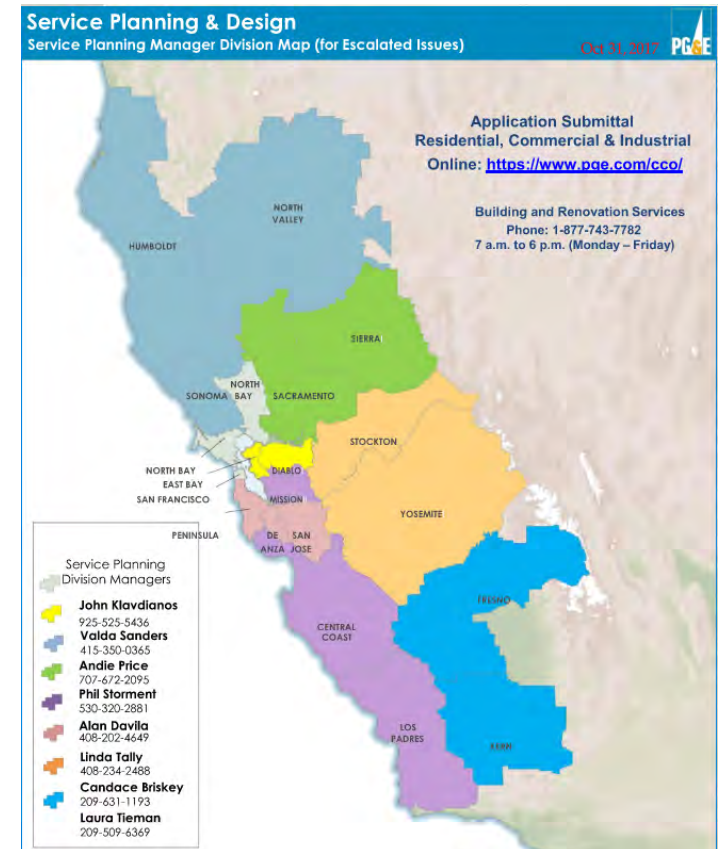 Service Planning & Design
Service Planning Manager Division Map (for Escalated Issues)
Oct 31, 2017
PG&E
Application Submittal
Residential, Commercial & Industrial
Online: https://www.pge.com/cco/
Building and Renovation Services
Phone: 1-877-743-7782
7 a.m. to 6 p.m. (Monday – Friday)
NORTH
VALLEY
HUMBOLDT
SIERRA
NORTH
BAY
SONOMA
SACRAMENTO
STOCKTON
NORTH BAY
DIABLO
EAST BAY
SAN FRANCISCO
MISSION
YOSEMITE
PENINSULA
DE
ANZA
SAN
JOSE
FRESNO
CENTRAL
COAST
LOS
PADRES
KERN
Service Planning
Division Managers
John Klavdianos
925-525-5436
Valda Sanders
415-350-0365
Andie Price
707-672-2095
Phil Storment
530-320-2881
Alan Davila
408-202-4649
Linda Tally
408-234-2488
Candace Briskey
209-631-1193
Laura Tieman
209-509-6369